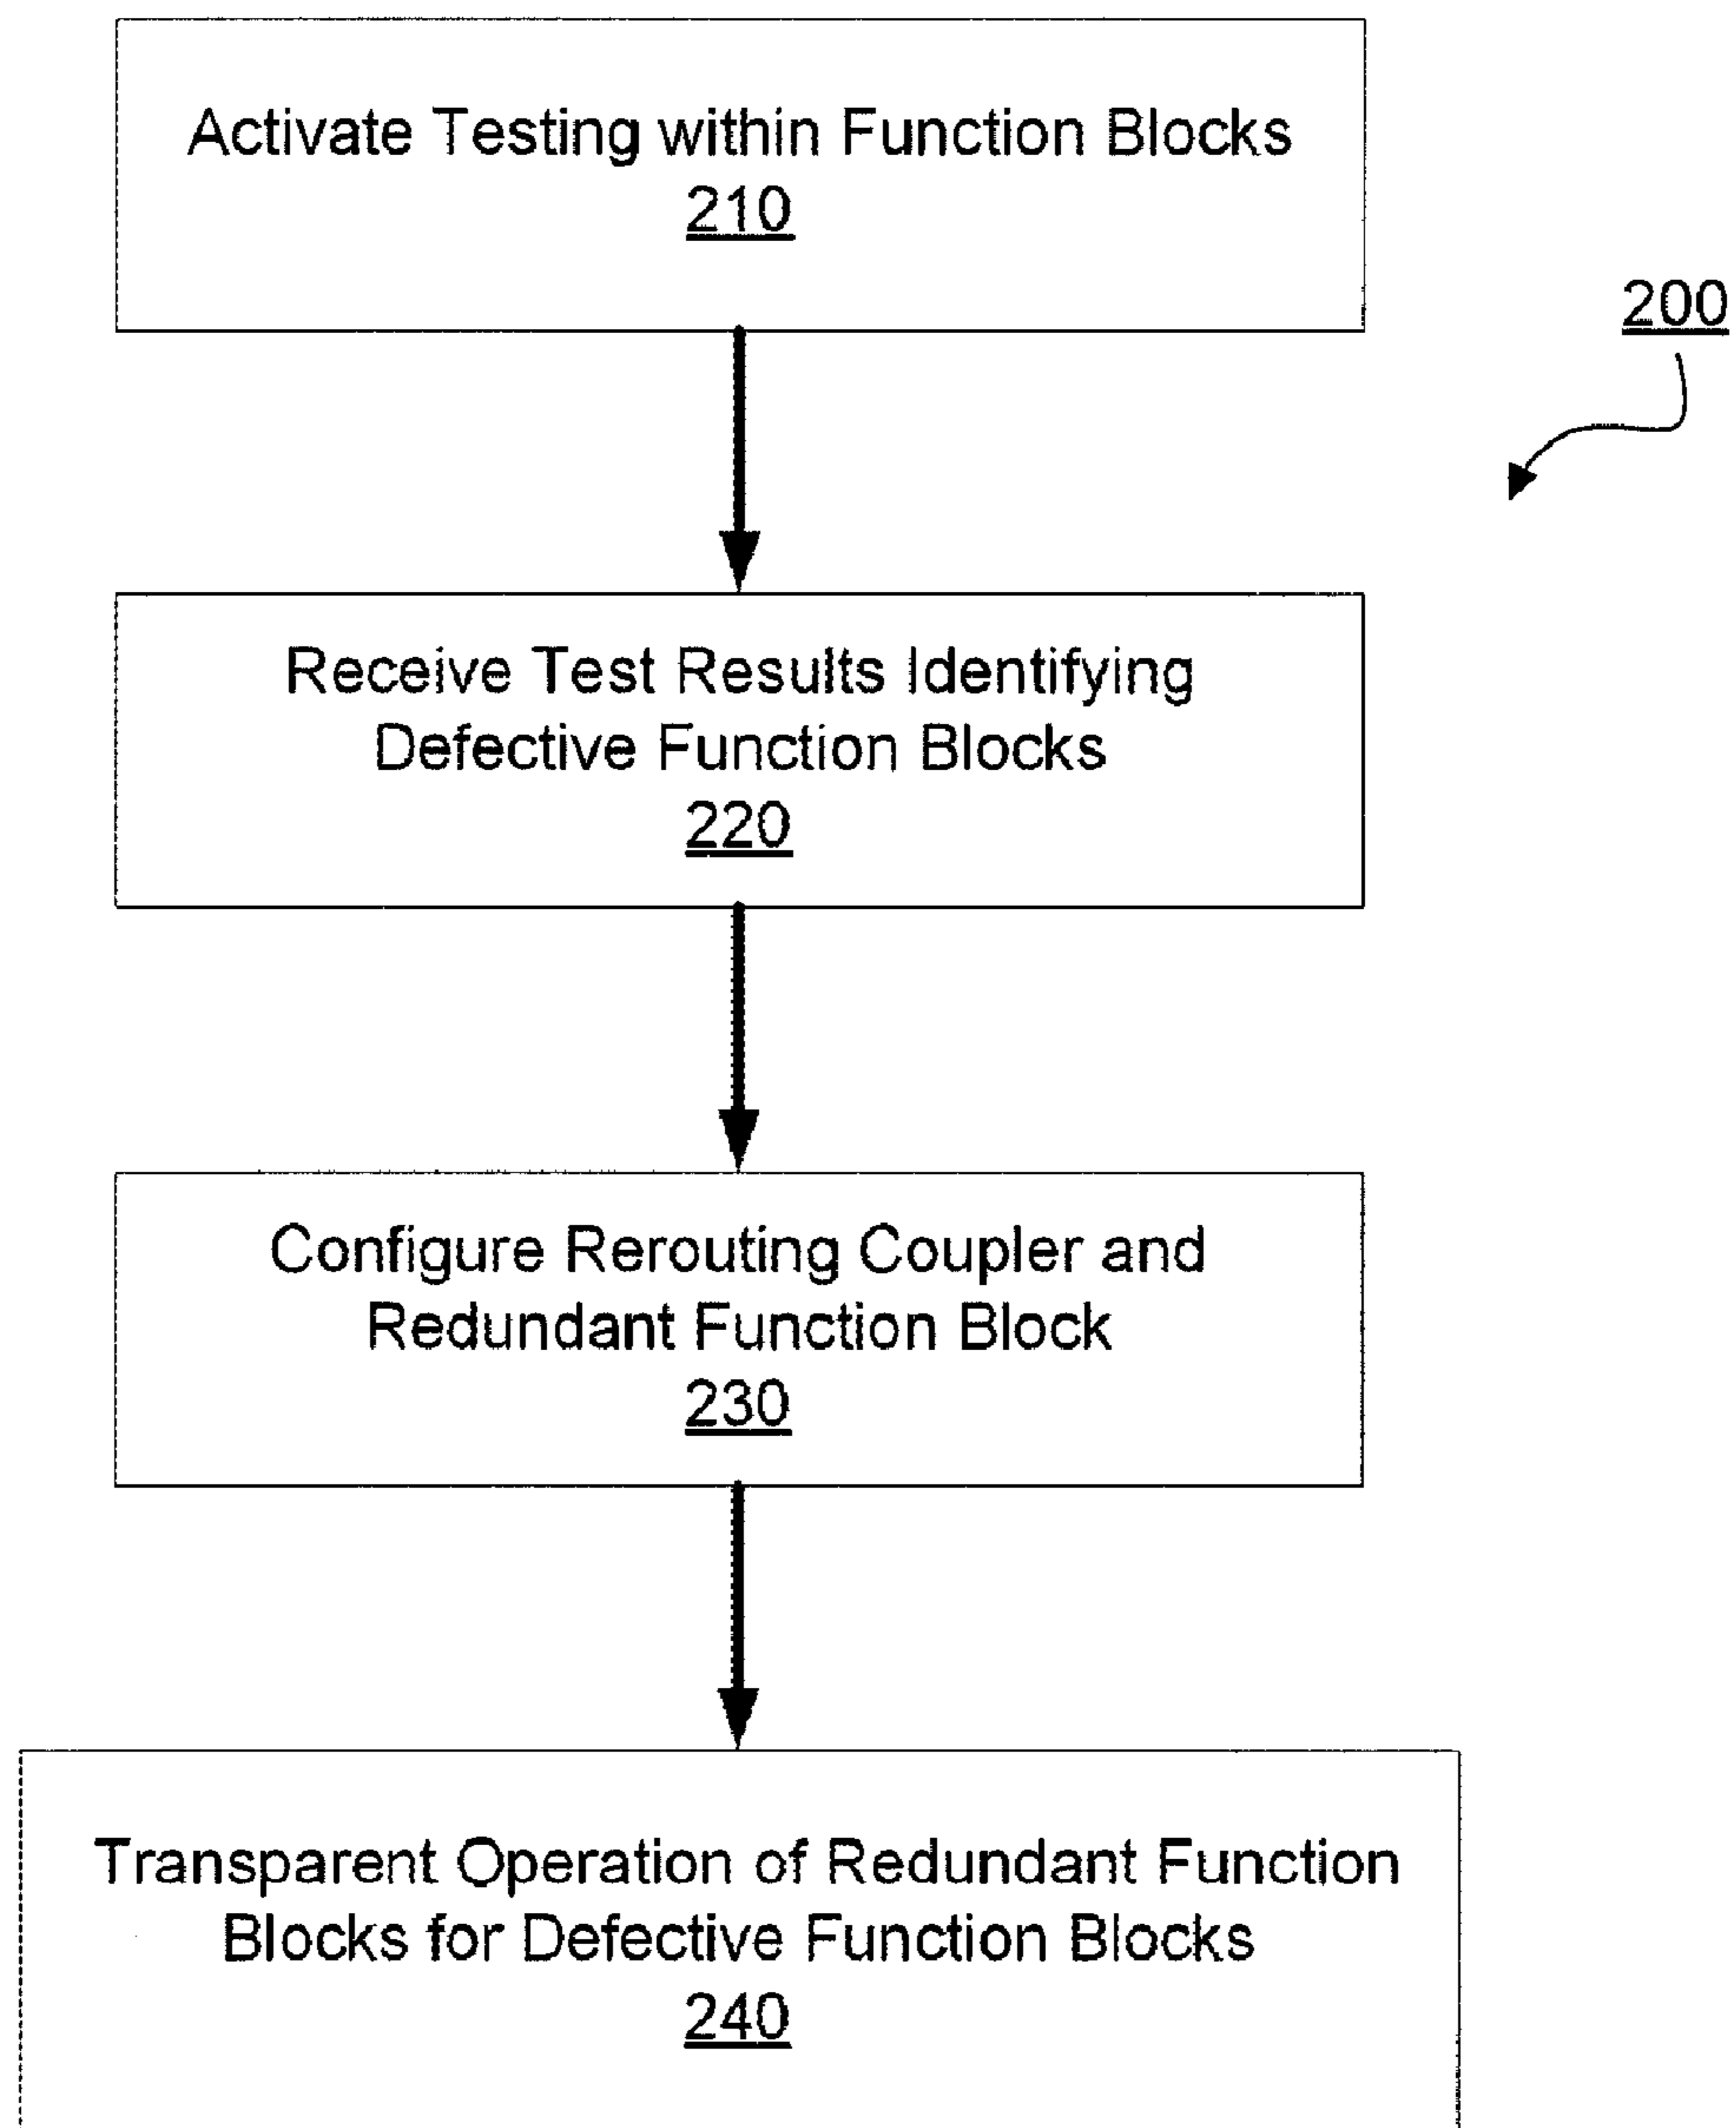 Activate Testing within Function Blocks
210
200
Receive Test Results Identifying
Defective Function Blocks
220
Configure Rerouting Coupler and
Redundant Function Block
230
Transparent Operation of Redundant Function
Blocks for Defective Function Blocks
240